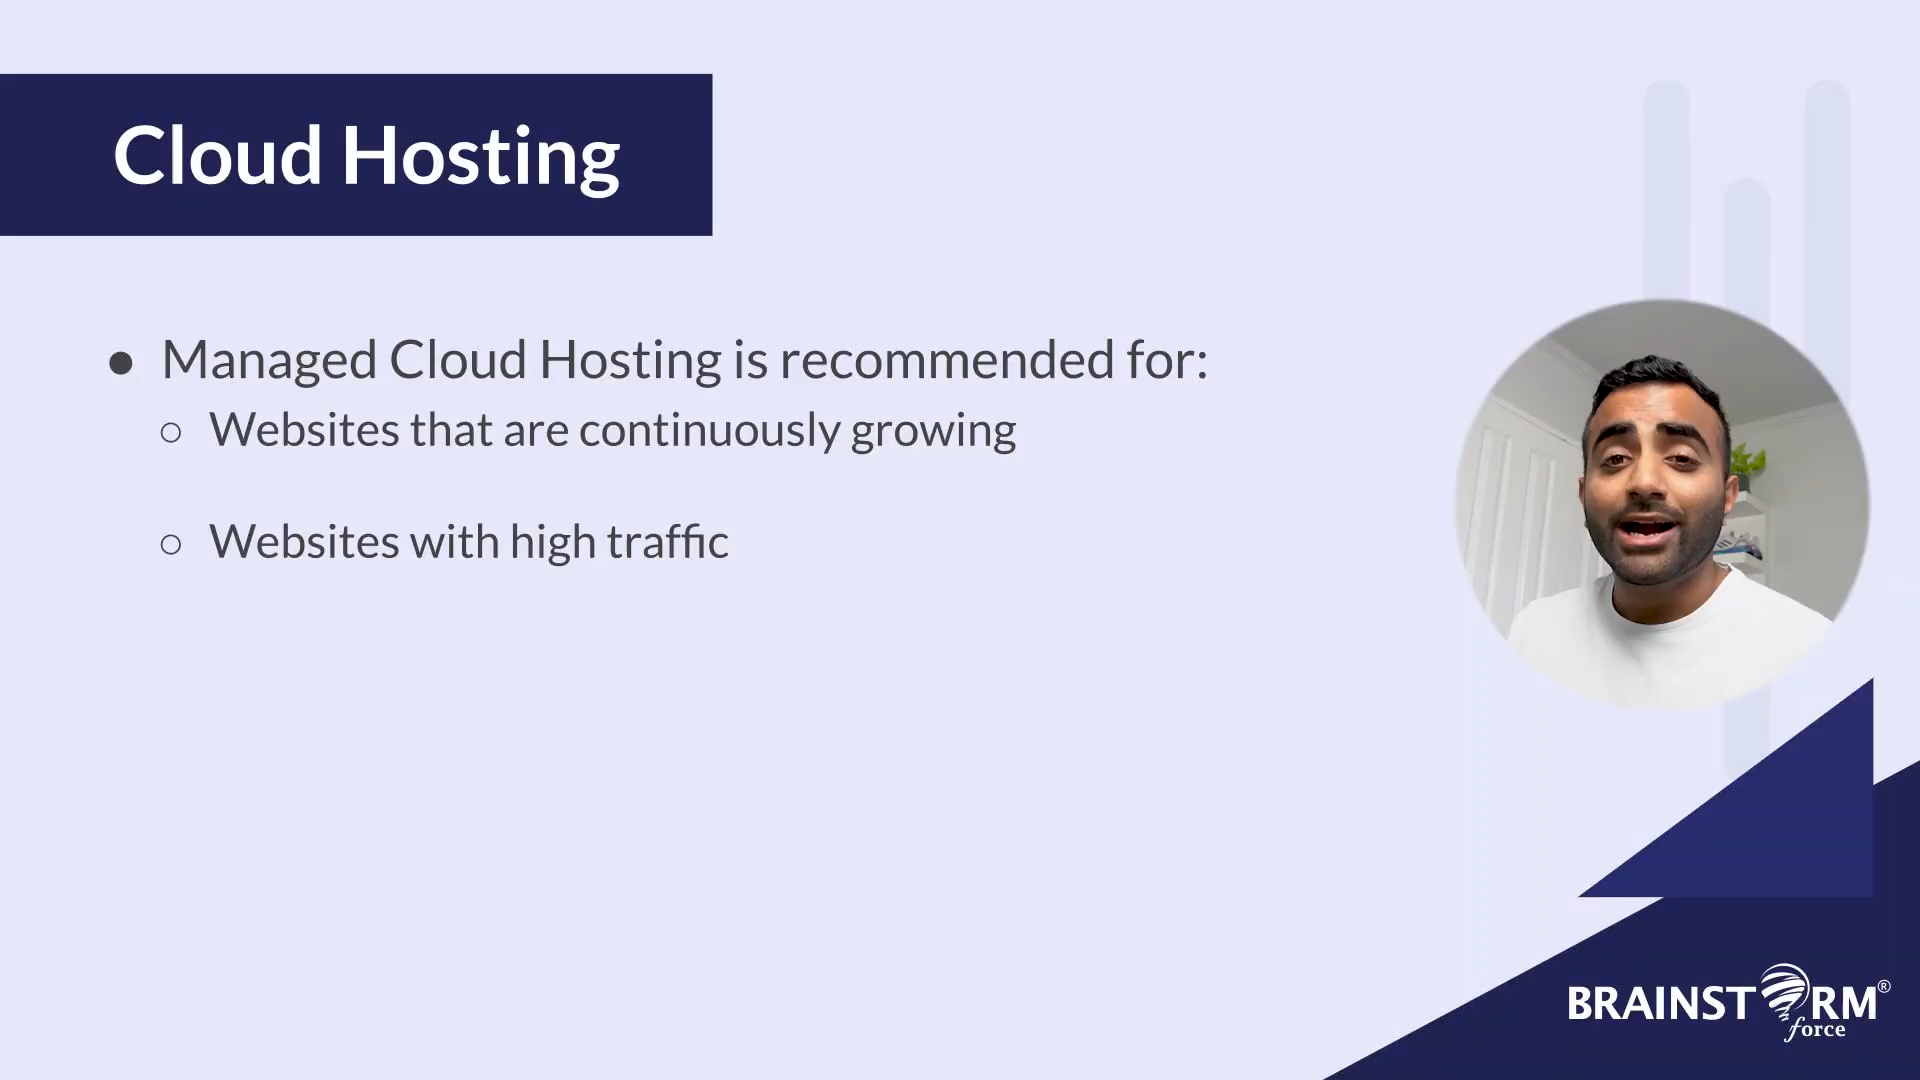 Cloud Hosting
● Managed Cloud Hosting is recommended for:
○ Websites that are continuously growing
○ Websites with high traffic
BRAINSTORM®
force